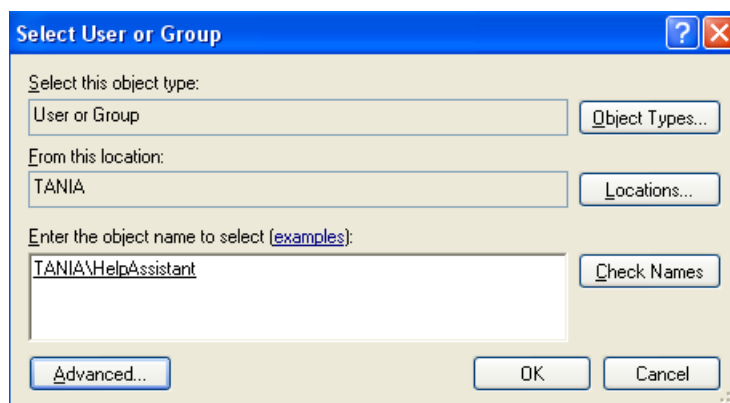 Select User or Group
?
Select this object type:
User or Group
Object Types...
From this location:
TANIA
Locations...
Enter the object name to select (examples):
TANIA\HelpAssistant
Check Names
Advanced...
OK
Cancel